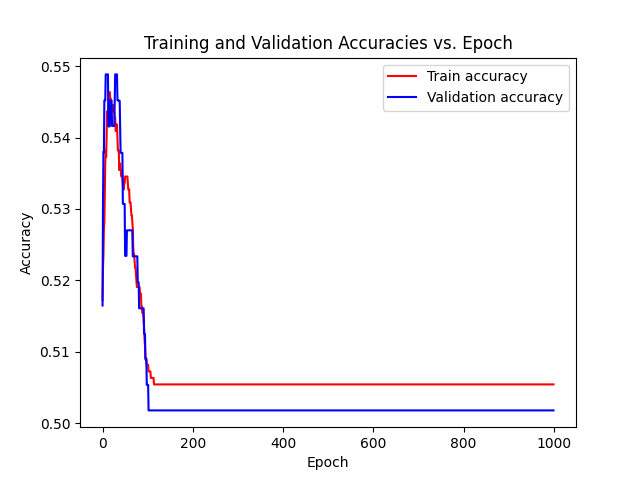 Training and Validation Accuracies vs. Epoch
Train accuracy
Validation accuracy
0.55
0.54
0.53
0.52
0.51
0.50
Accuracy
0
200
400
600
800
1000
Epoch